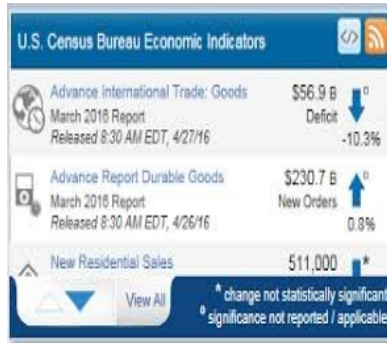 U.S. Census Bureau Economic Indicators
</>
Advance International Trade: Goods $56.9 B
March 2016 Report Deficit
Released 8:30 AM EDT, 4/27/16 -10.3%
Advance Report Durable Goods $230.7 B
March 2016 Report New Orders
Released 8:30 AM EDT, 4/26/16 0.8%
New Residential Sales 511,000 *
View All
* change not statistically significant
° significance not reported / applicable